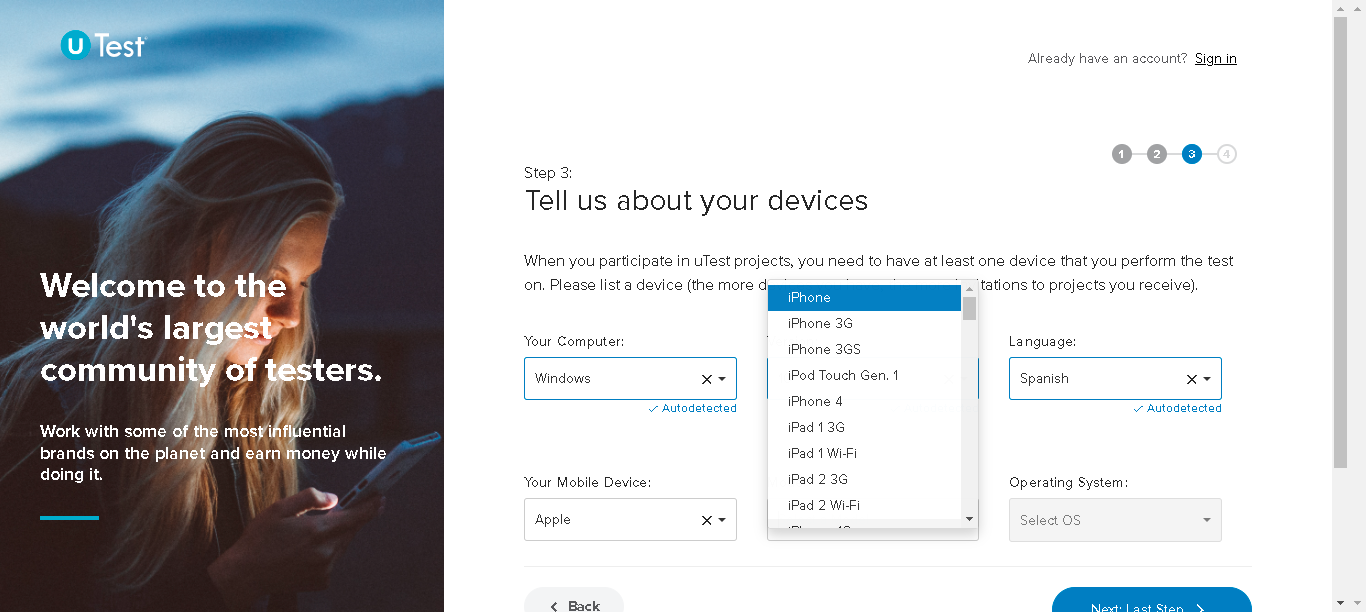 uTest
Already have an account? Sign in
1 2 3 4
Step 3:
Tell us about your devices
Welcome to the
world's largest
community of testers.
Work with some of the most influential
brands on the planet and earn money while
doing it.
When you participate in uTest projects, you need to have at least one device that you perform the test
on. Please list a device (the more tations to projects you receive).
Your Computer:
Windows
Autodetected
Language:
Spanish
Autodetected
iPhone
iPhone 3G
iPhone 3GS
iPod Touch Gen. 1
iPhone 4
iPad 1 3G
iPad 1 Wi-Fi
iPad 2 3G
iPad 2 Wi-Fi
Your Mobile Device:
Apple
Operating System:
Select OS
Back
Next: Last Step